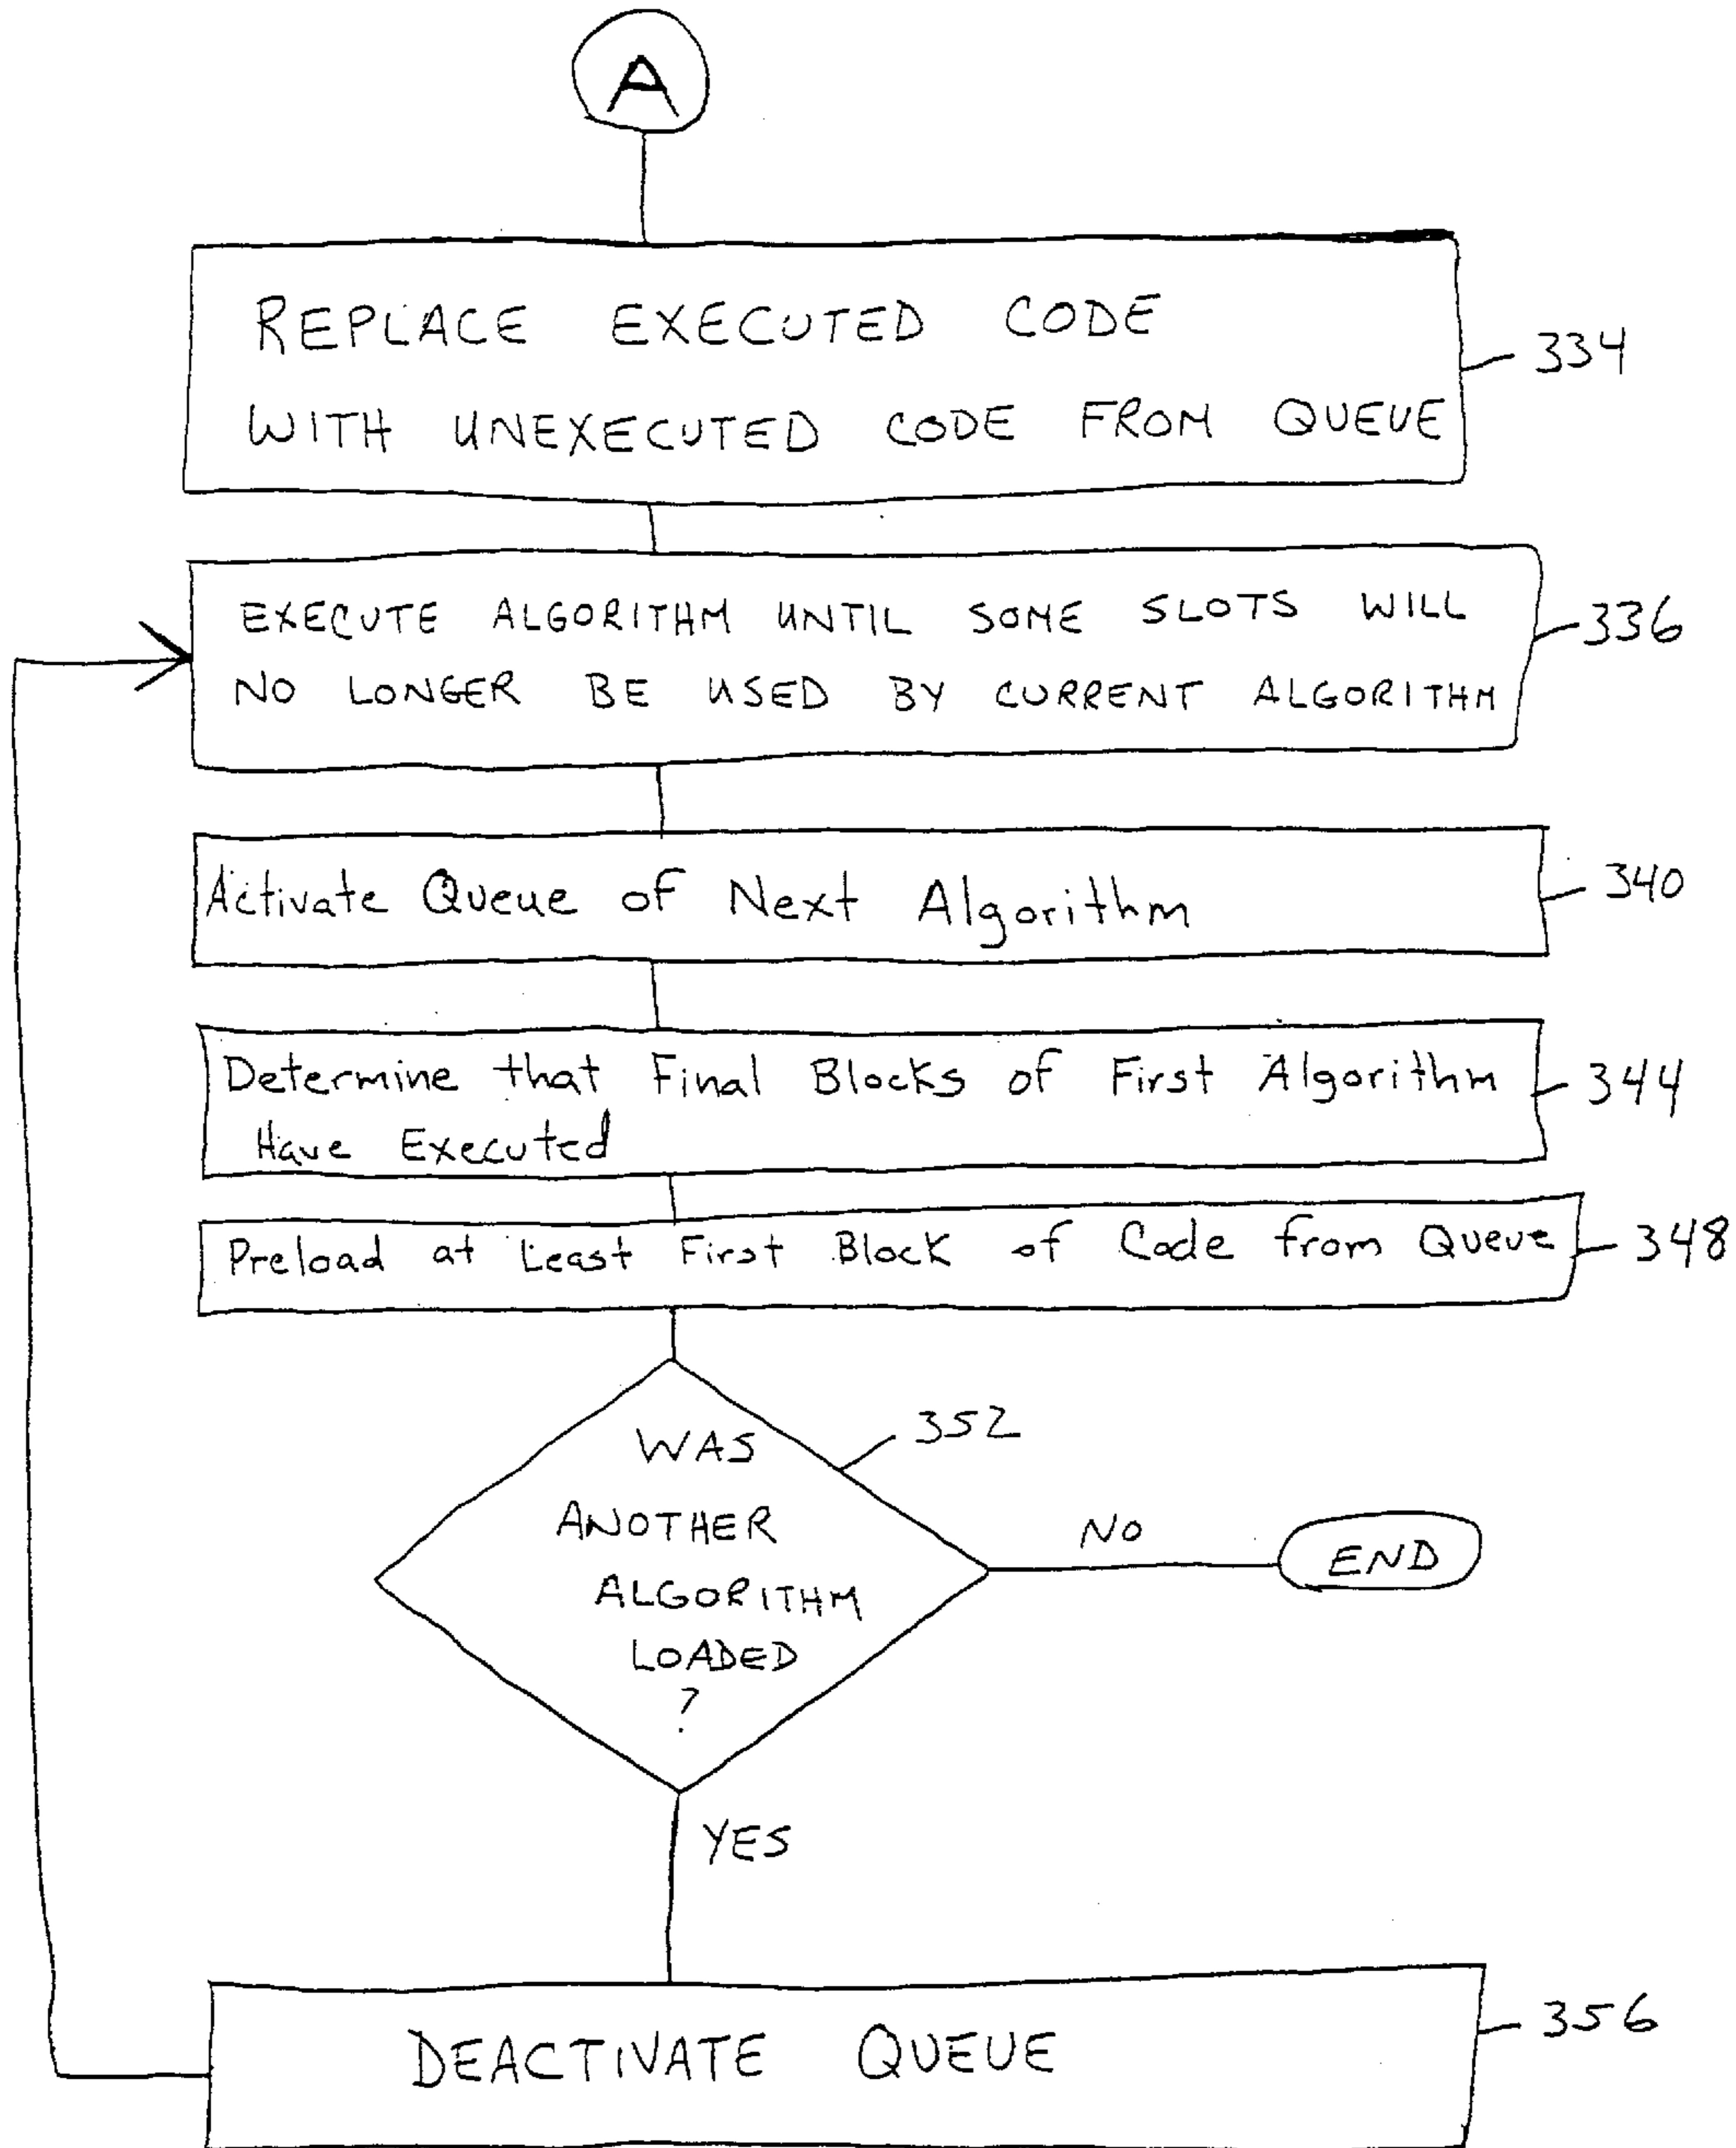 A
REPLACE EXECUTED CODE
WITH UNEXECUTED CODE FROM QUEUE
334
EXECUTE ALGORITHM UNTIL SOME SLOTS WILL
NO LONGER BE USED BY CURRENT ALGORITHM
336
Activate Queue of Next Algorithm
340
Determine that Final Blocks of First Algorithm
Have Executed
344
Preload at Least First Block of Code from Queue
348
WAS
ANOTHER
ALGORITHM
LOADED
?
352
NO
END
YES
DEACTIVATE QUEUE
356